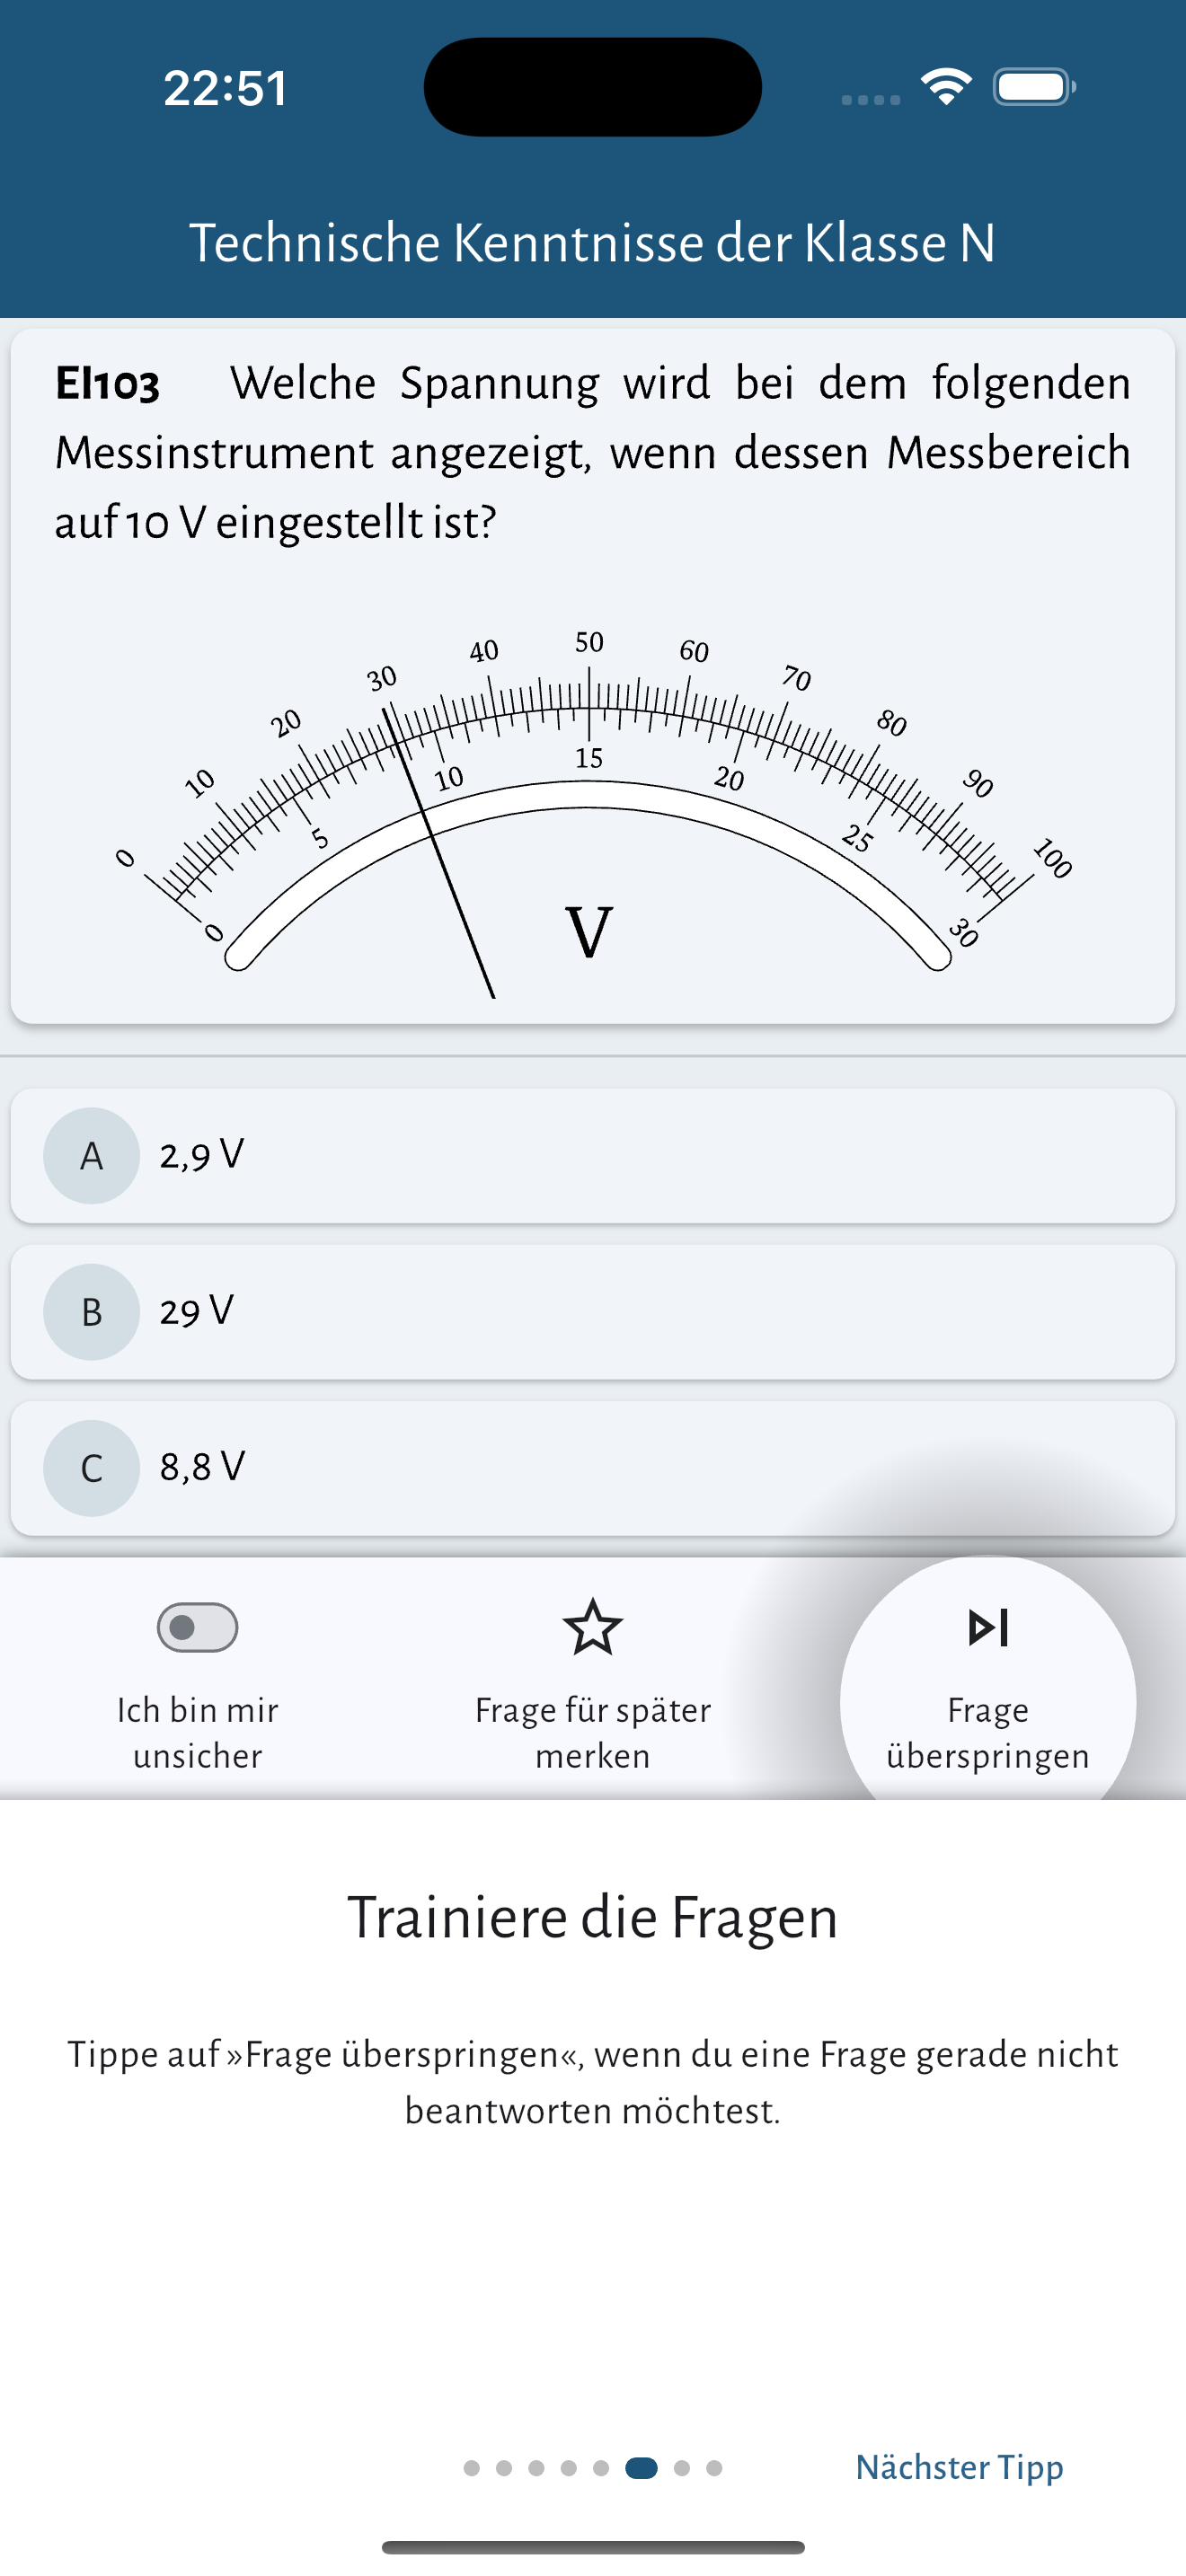 22:51
Technische Kenntnisse der Klasse N
EI103 Welche Spannung wird bei dem folgenden
Messinstrument angezeigt, wenn dessen Messbereich
auf 10 V eingestellt ist?
0 10 20 30 40 50 60 70 80 90 100
0 5 10 15 20 25 30
V
A 2,9 V
B 29 V
C 8,8 V
Ich bin mir
unsicher
Frage für später
merken
Frage
überspringen
Trainiere die Fragen
Tippe auf »Frage überspringen«, wenn du eine Frage gerade nicht
beantworten möchtest.
Nächster Tipp